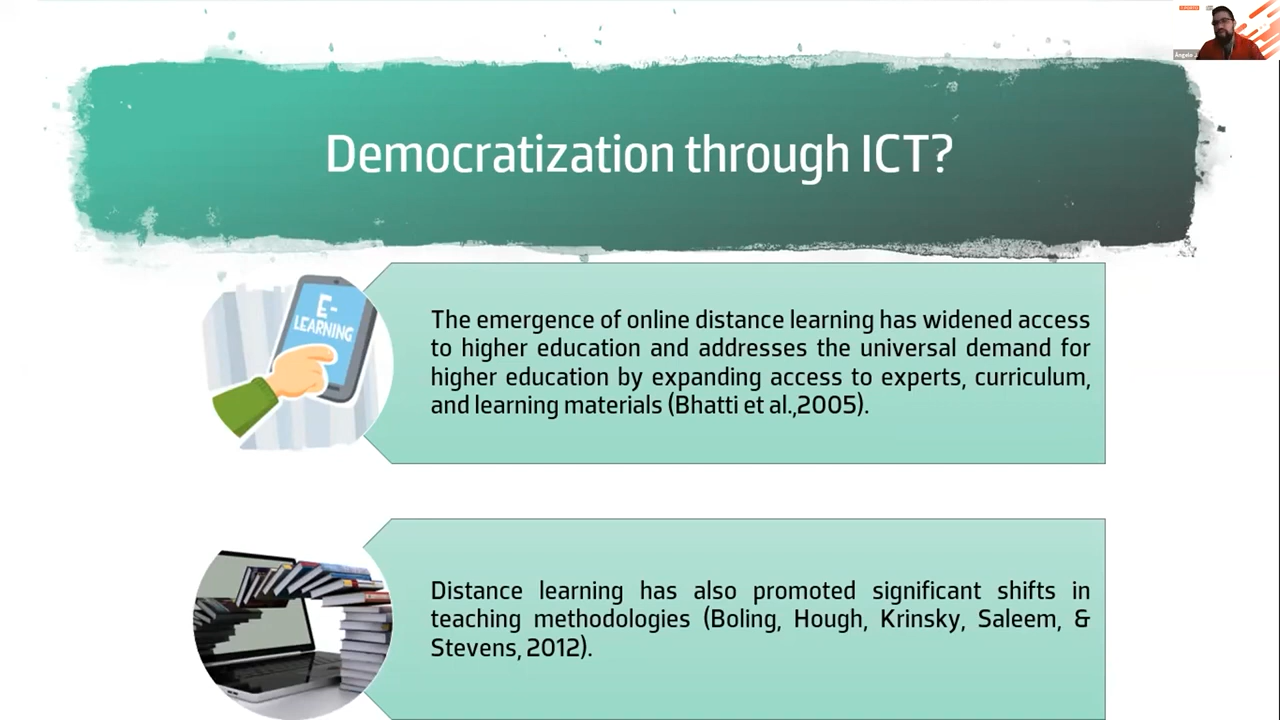 Democratization through ICT?
E-
LEARNING
The emergence of online distance learning has widened access
to higher education and addresses the universal demand for
higher education by expanding access to experts, curriculum,
and learning materials (Bhatti et al.,2005).
Distance learning has also promoted significant shifts in
teaching methodologies (Boling, Hough, Krinsky, Saleem, &
Stevens, 2012).